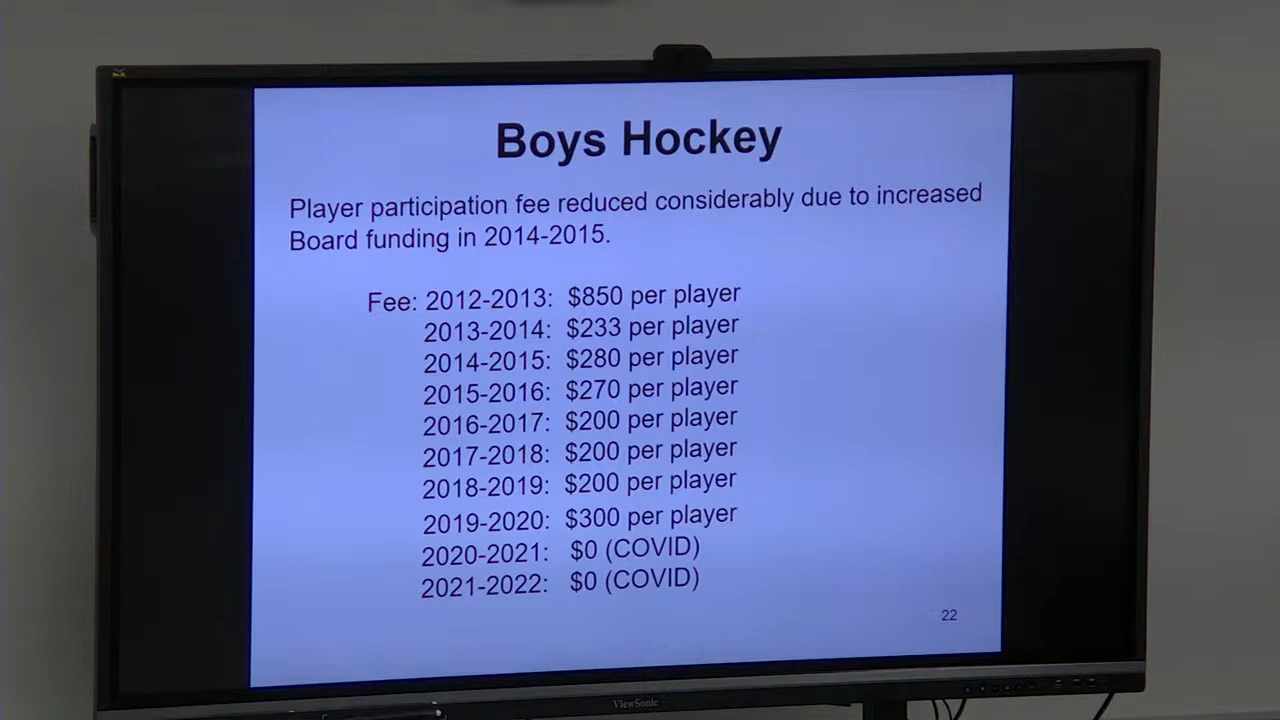 Boys Hockey
Player participation fee reduced considerably due to increased
Board funding in 2014-2015.
Fee: 2012-2013: $850 per player
2013-2014: $233 per player
2014-2015: $280 per player
2015-2016: $270 per player
2016-2017: $200 per player
2017-2018: $200 per player
2018-2019: $200 per player
2019-2020: $300 per player
2020-2021: $0 (COVID)
2021-2022: $0 (COVID)
22
ViewSonic